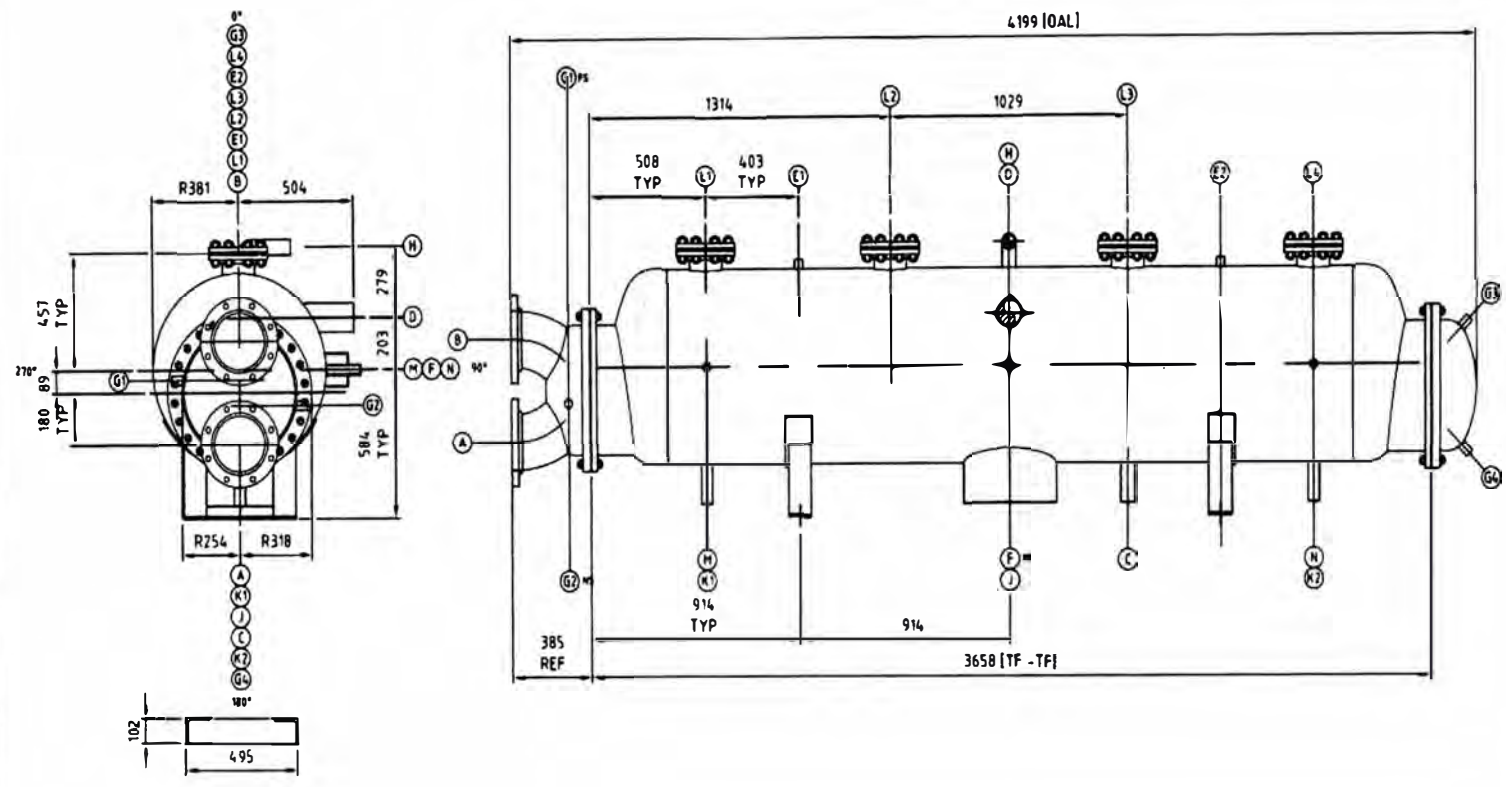 0°
G3
L4
E2
L3
L2
E1
L1
B
R381
504
H
279
457
TYP
D
203
270°
89
G1
M F N 90°
G2
180
TYP
584
TYP
R254
R318
A
K1
J
C
K2
G4
180°
102
495
4199 [OAL]
G1 PS
L2
L3
1314
1029
508
TYP
403
TYP
L1
E1
H
D
E2
L4
G3
B
A
G4
G2 NS
M
K1
F
J
C
N
K2
914
TYP
914
385
REF
3658 [TF -TF]